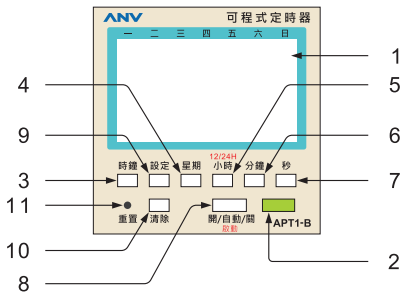 ANV 可程式定時器
一 二 三 四 五 六 日
1
4
5
9
6
12/24H
時鐘 設定 星期 小時 分鐘 秒
3
7
11
重置 清除 開/自動/關 APT1-B
啟動
10
8
2